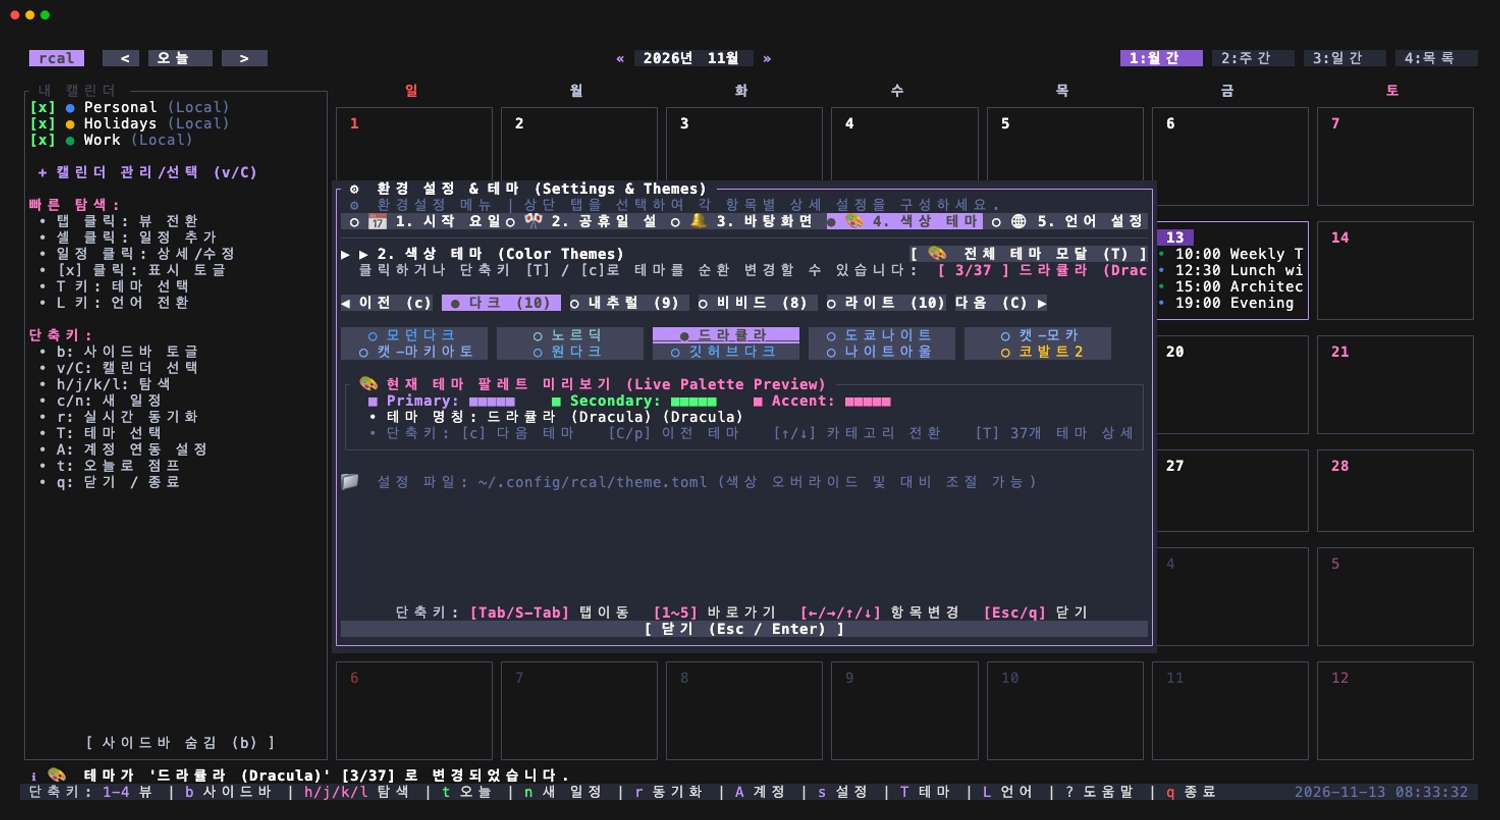 rcal < 오늘 > « 2026년 11월 » 1:월간 2:주간 3:일간 4:목록
내 캘린더 일 월 화 수 목 금 토
[x] ● Personal (Local)
[x] ● Holidays (Local)
[x] ● Work (Local)
+ 캘린더 관리/선택 (v/C)
빠른 탐색:
• 탭 클릭: 뷰 전환
• 셀 클릭: 일정 추가
• 일정 클릭: 상세/수정
• [x] 클릭: 표시 토글
• T 키: 테마 선택
• L 키: 언어 전환
단축키:
• b: 사이드바 토글
• v/C: 캘린더 선택
• h/j/k/l: 탐색
• c/n: 새 일정
• r: 실시간 동기화
• T: 테마 선택
• A: 계정 연동 설정
• t: 오늘로 점프
• q: 닫기 / 종료
[ 사이드바 숨김 (b) ]
1 2 3 4 5 6 7
⚙ 환경 설정 & 테마 (Settings & Themes)
⚙ 환경설정 메뉴 | 상단 탭을 선택하여 각 항목별 상세 설정을 구성하세요.
○ 📅 1. 시작 요일○ 🎌 2. 공휴일 설 ○ 🔔 3. 바탕화면 ● 🎨 4. 색상 테마 ○ 🌐 5. 언어 설정
▶ ▶ 2. 색상 테마 (Color Themes) [ 🎨 전체 테마 모달 (T) ]
클릭하거나 단축키 [T] / [c]로 테마를 순환 변경할 수 있습니다: [ 3/37 ] 드라큘라 (Drac
◀ 이전 (c) ● 다크 (10) ○ 내추럴 (9) ○ 비비드 (8) ○ 라이트 (10) 다음 (C) ▶
○ 모던다크 ○ 노르딕 ● 드라큘라 ○ 도쿄나이트 ○ 캣-모카
○ 캣-마키아토 ○ 원다크 ○ 깃허브다크 ○ 나이트아울 ○ 코발트2
🎨 현재 테마 팔레트 미리보기 (Live Palette Preview)
■ Primary: ■■■■■ ■ Secondary: ■■■■■ ■ Accent: ■■■■■
• 테마 명칭: 드라큘라 (Dracula) (Dracula)
• 단축키: [c] 다음 테마 [C/p] 이전 테마 [↑/↓] 카테고리 전환 [T] 37개 테마 상세
📁 설정 파일: ~/.config/rcal/theme.toml (색상 오버라이드 및 대비 조절 가능)
단축키: [Tab/S-Tab] 탭이동 [1~5] 바로가기 [←/→/↑/↓] 항목변경 [Esc/q] 닫기
[ 닫기 (Esc / Enter) ]
13 14
• 10:00 Weekly T
• 12:30 Lunch wi
• 15:00 Architec
• 19:00 Evening
20 21
27 28
4 5
6 7 8 9 10 11 12
ℹ 🎨 테마가 '드라큘라 (Dracula)' [3/37] 로 변경되었습니다.
단축키: 1-4 뷰 | b 사이드바 | h/j/k/l 탐색 | t 오늘 | n 새 일정 | r 동기화 | A 계정 | s 설정 | T 테마 | L 언어 | ? 도움말 | q 종료 2026-11-13 08:33:32